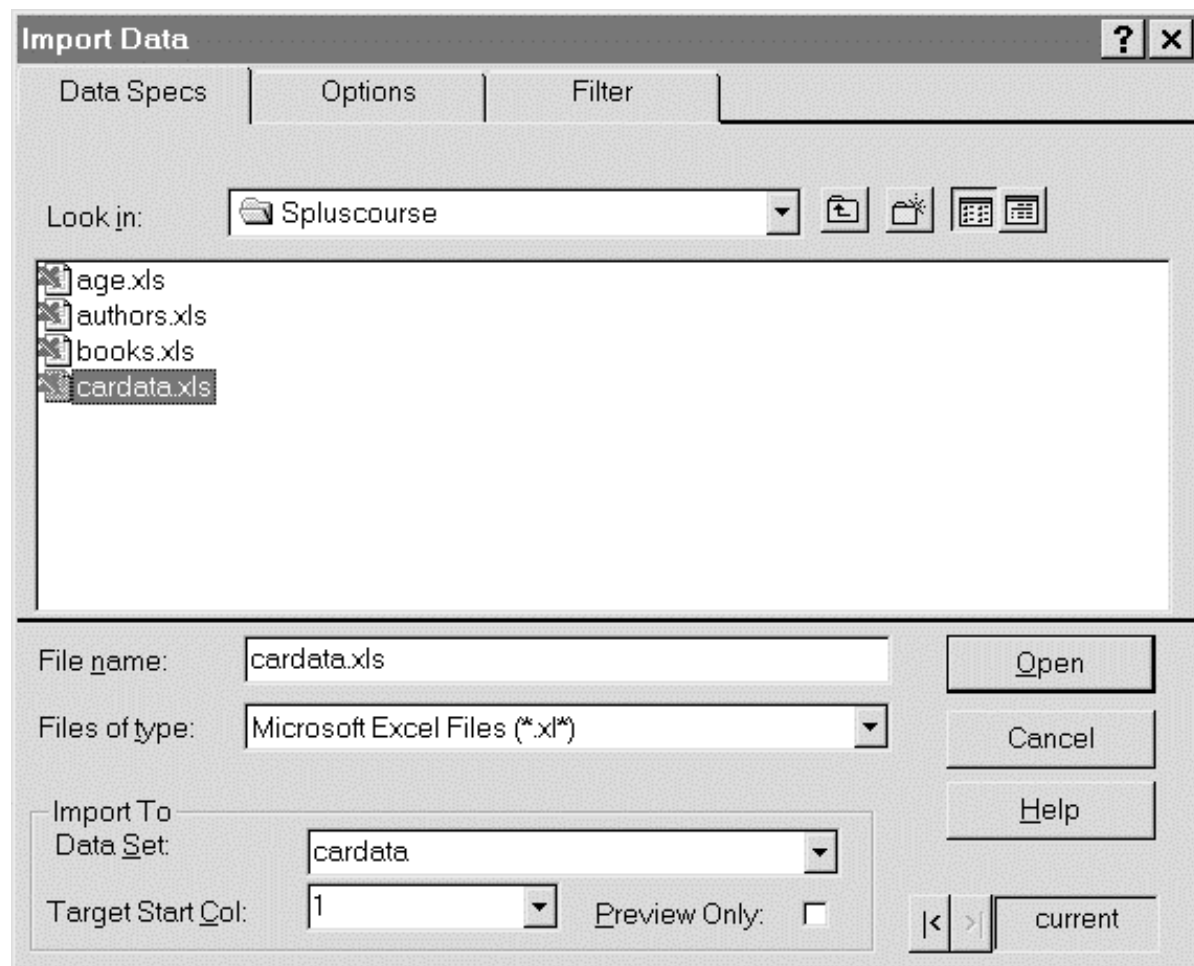 Import Data
Data Specs Options Filter
Look in: Spluscourse
age.xls
authors.xls
books.xls
cardata.xls
File name: cardata.xls Open
Files of type: Microsoft Excel Files (*.xl*) Cancel
Import To Help
Data Set: cardata
Target Start Col: 1 Preview Only: current